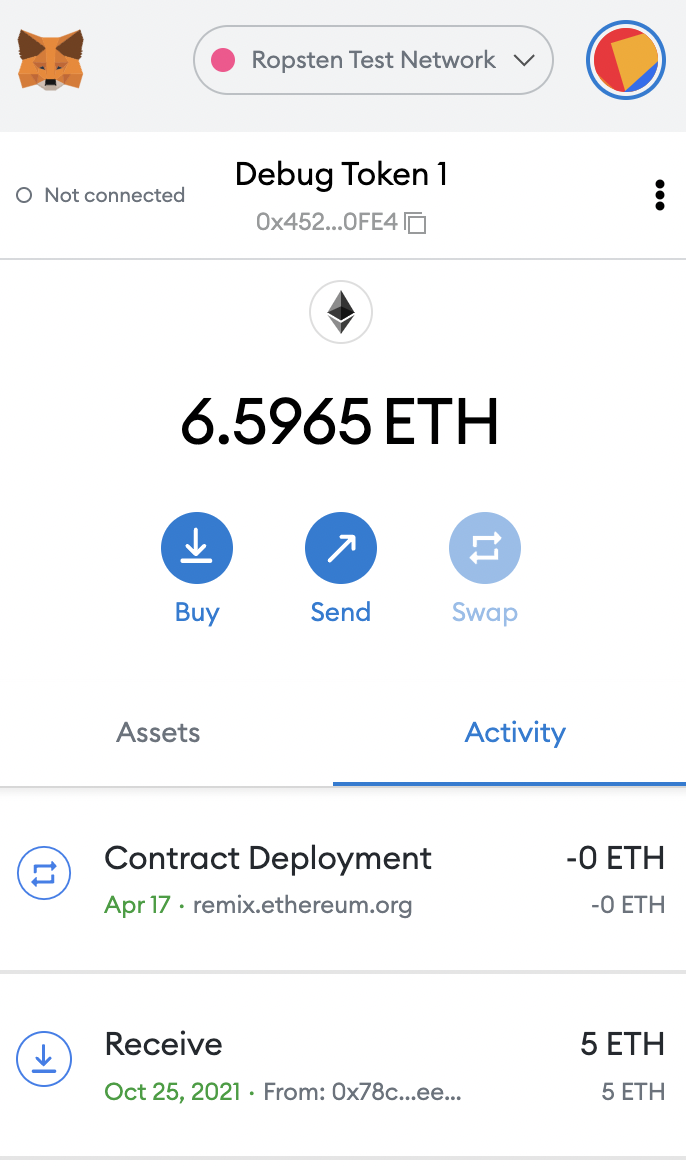 Ropsten Test Network
Not connected
Debug Token 1
0x452...0FE4
6.5965 ETH
Buy
Send
Swap
Assets
Activity
Contract Deployment
-0 ETH
Apr 17 · remix.ethereum.org
-0 ETH
Receive
5 ETH
Oct 25, 2021 · From: 0x78c...ee...
5 ETH